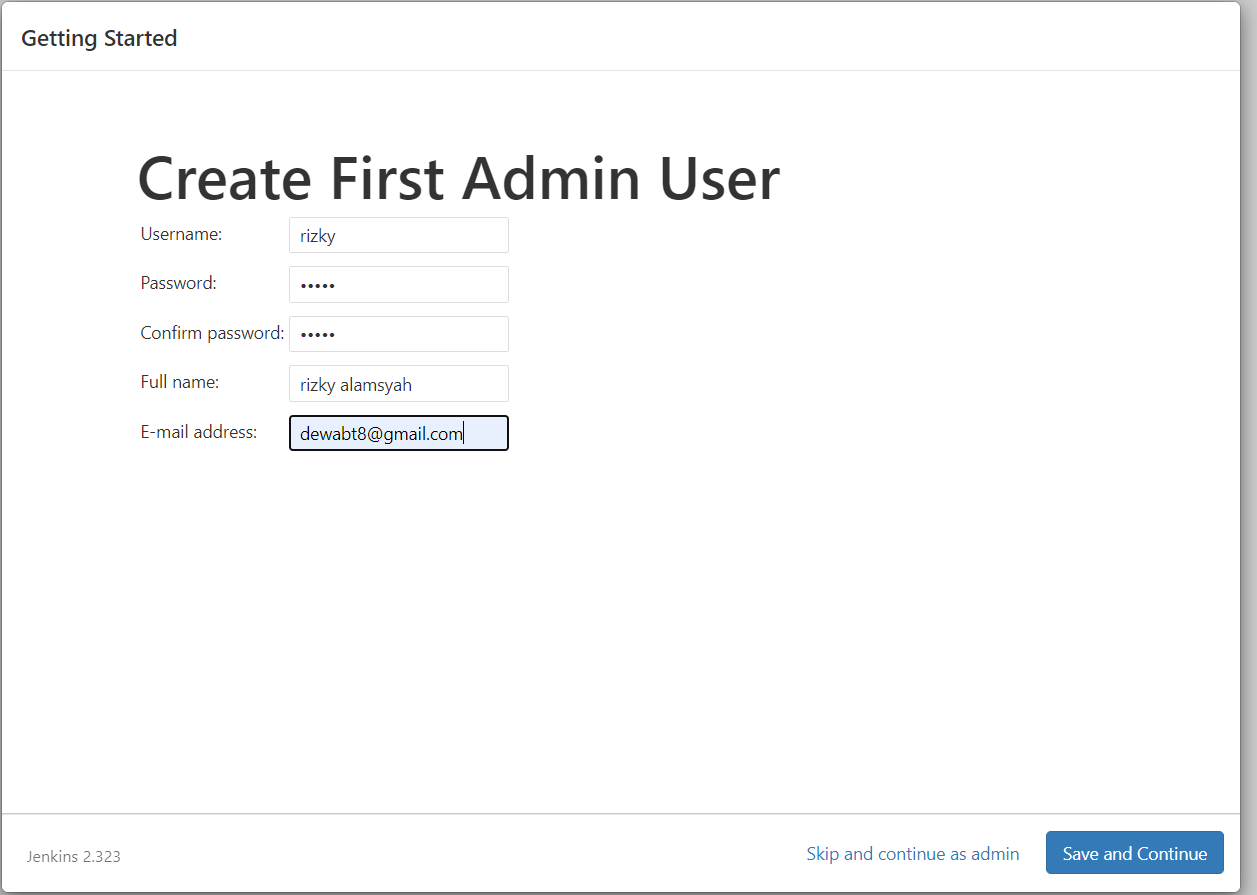 Getting Started
Create First Admin User
Username: rizky
Password: •••••
Confirm password: •••••
Full name: rizky alamsyah
E-mail address: dewabt8@gmail.com
Jenkins 2.323 Skip and continue as admin Save and Continue